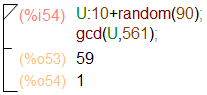 (%i54) U:10+random(90);
gcd(U,561);
(%o53) 59
(%o54) 1